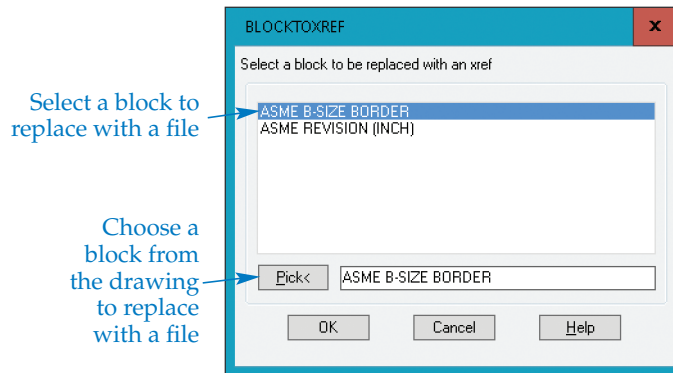 BLOCKTOXREF
x
Select a block to be replaced with an xref
Select a block to
replace with a file
ASME B-SIZE BORDER
ASME REVISION (INCH)
Choose a
block from
the drawing
to replace
with a file
Pick<
ASME B-SIZE BORDER
OK
Cancel
Help